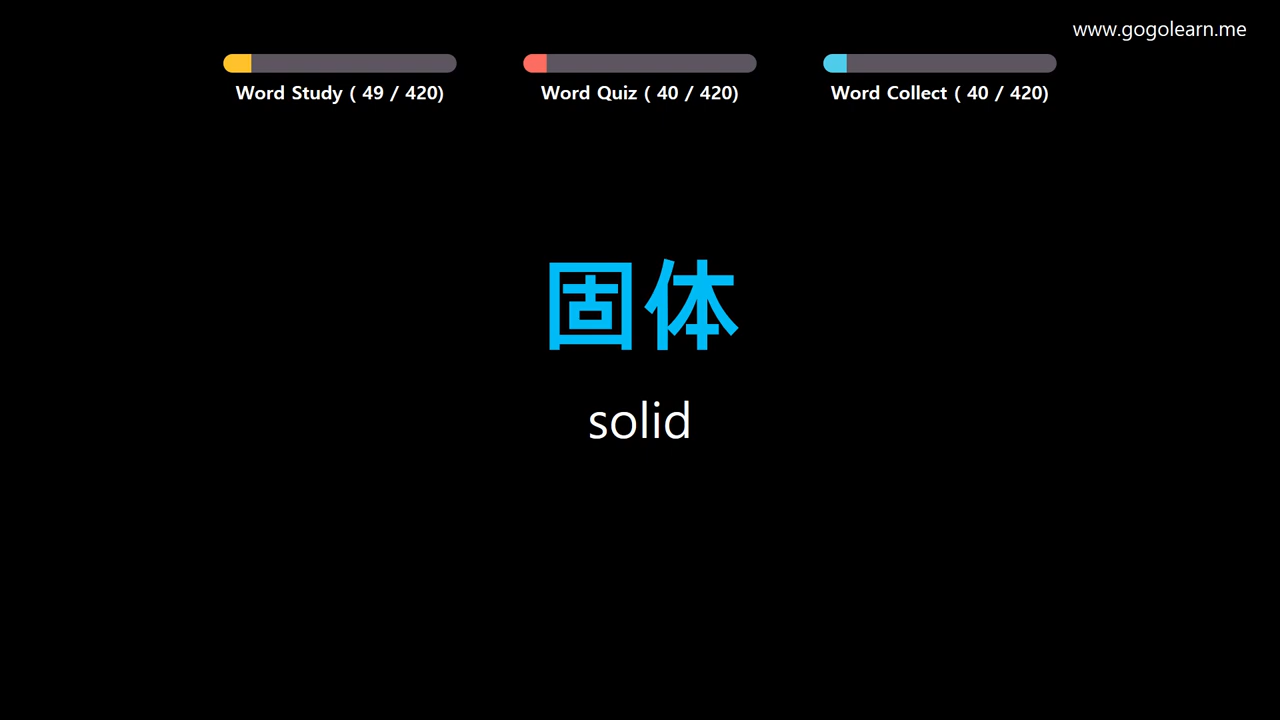 www.gogolearn.me
Word Study ( 49 / 420)
Word Quiz ( 40 / 420)
Word Collect ( 40 / 420)
固体
solid